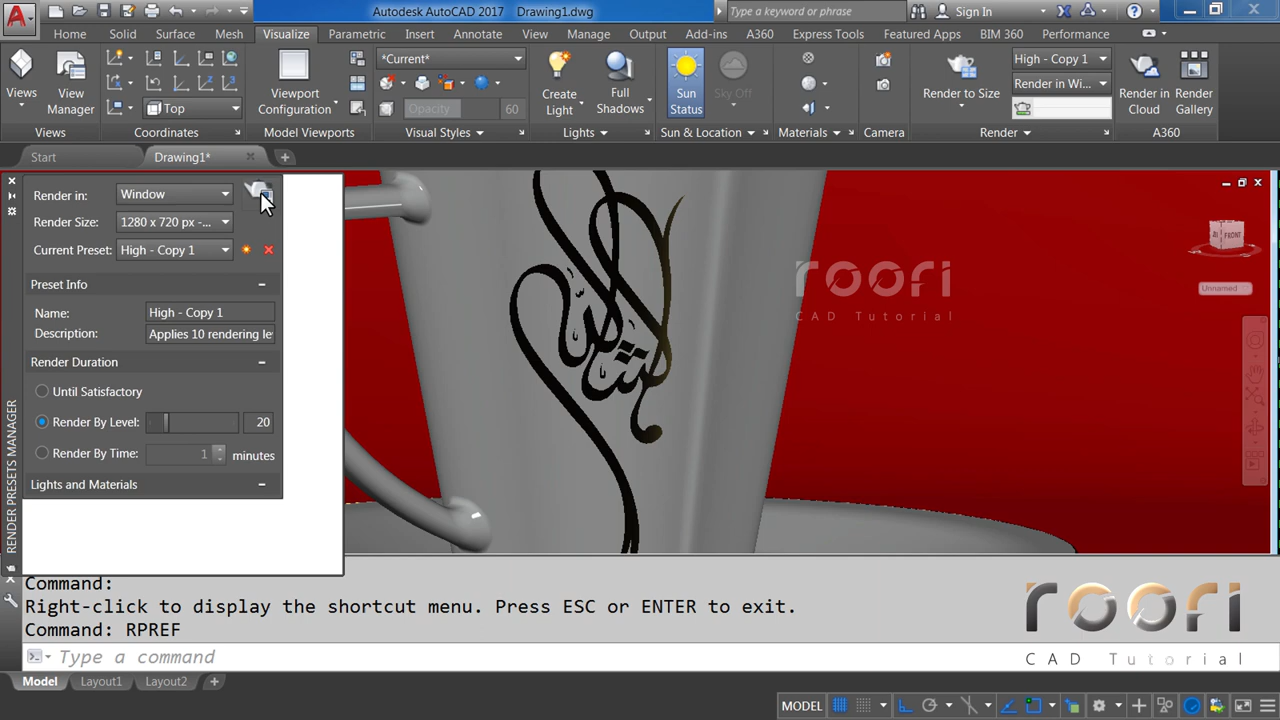 Autodesk AutoCAD 2017 Drawing1.dwg
Type a keyword or phrase
Sign In
Home Solid Surface Mesh Visualize Parametric Insert Annotate View Manage Output Add-ins A360 Express Tools Featured Apps BIM 360 Performance
Views
View Manager
Top
Viewport Configuration
*Current*
Opacity 60
Create Light
Full Shadows
Sun Status
Sky Off
Render to Size
High - Copy 1
Render in Wi...
Render in Cloud
Render Gallery
Views Coordinates Model Viewports Visual Styles Lights Sun & Location Materials Camera Render A360
Start Drawing1*
Render in: Window
Render Size: 1280 x 720 px -...
Current Preset: High - Copy 1
Preset Info
Name: High - Copy 1
Description: Applies 10 rendering le
Render Duration
Until Satisfactory
Render By Level: 20
Render By Time: 1 minutes
Lights and Materials
RENDER PRESETS MANAGER
FRONT
Unnamed
roofi
CAD Tutorial
Command:
Right-click to display the shortcut menu. Press ESC or ENTER to exit.
Command: RPREF
Type a command
roofi
CAD Tutorial
Model Layout1 Layout2
MODEL